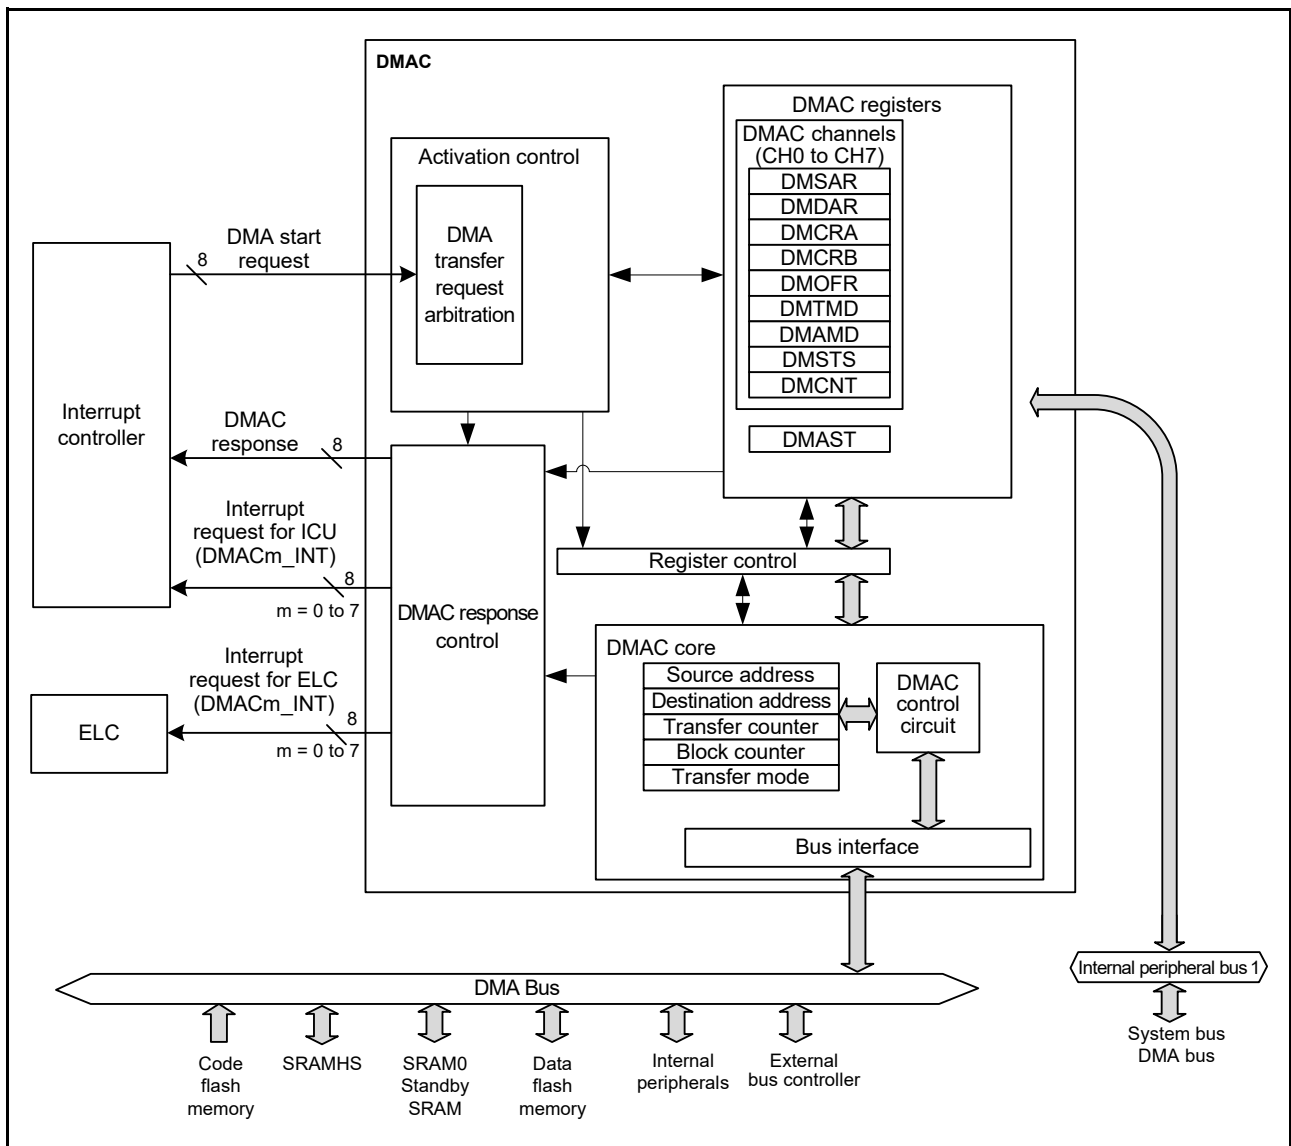 DMAC
DMAC registers
DMAC channels
(CH0 to CH7)
DMSAR
DMDAR
DMCRA
DMCRB
DMOFR
DMTMD
DMAMD
DMSTS
DMCNT
DMAST
Activation control
DMA
transfer
request
arbitration
DMA start
request
8
Interrupt
controller
DMAC
response
8
Interrupt
request for ICU
(DMACm_INT)
8
m = 0 to 7
DMAC response
control
Register control
Interrupt
request for ELC
(DMACm_INT)
8
m = 0 to 7
ELC
DMAC core
Source address
Destination address
Transfer counter
Block counter
Transfer mode
DMAC
control
circuit
Bus interface
DMA Bus
Internal peripheral bus 1
System bus
DMA bus
Code
flash
memory
SRAMHS
SRAM0
Standby
SRAM
Data
flash
memory
Internal
peripherals
External
bus controller